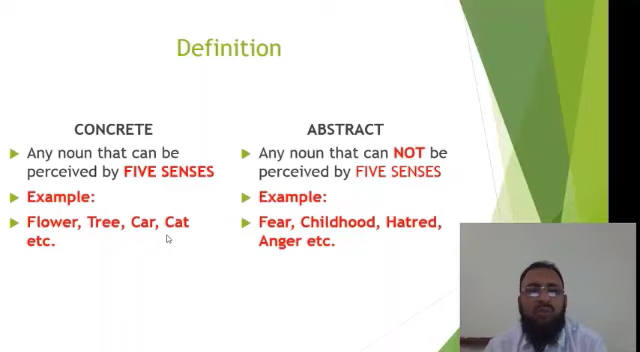 Definition
CONCRETE
Any noun that can be
perceived by FIVE SENSES
Example:
Flower, Tree, Car, Cat
etc.
ABSTRACT
Any noun that can NOT be
perceived by FIVE SENSES
Example:
Fear, Childhood, Hatred,
Anger etc.